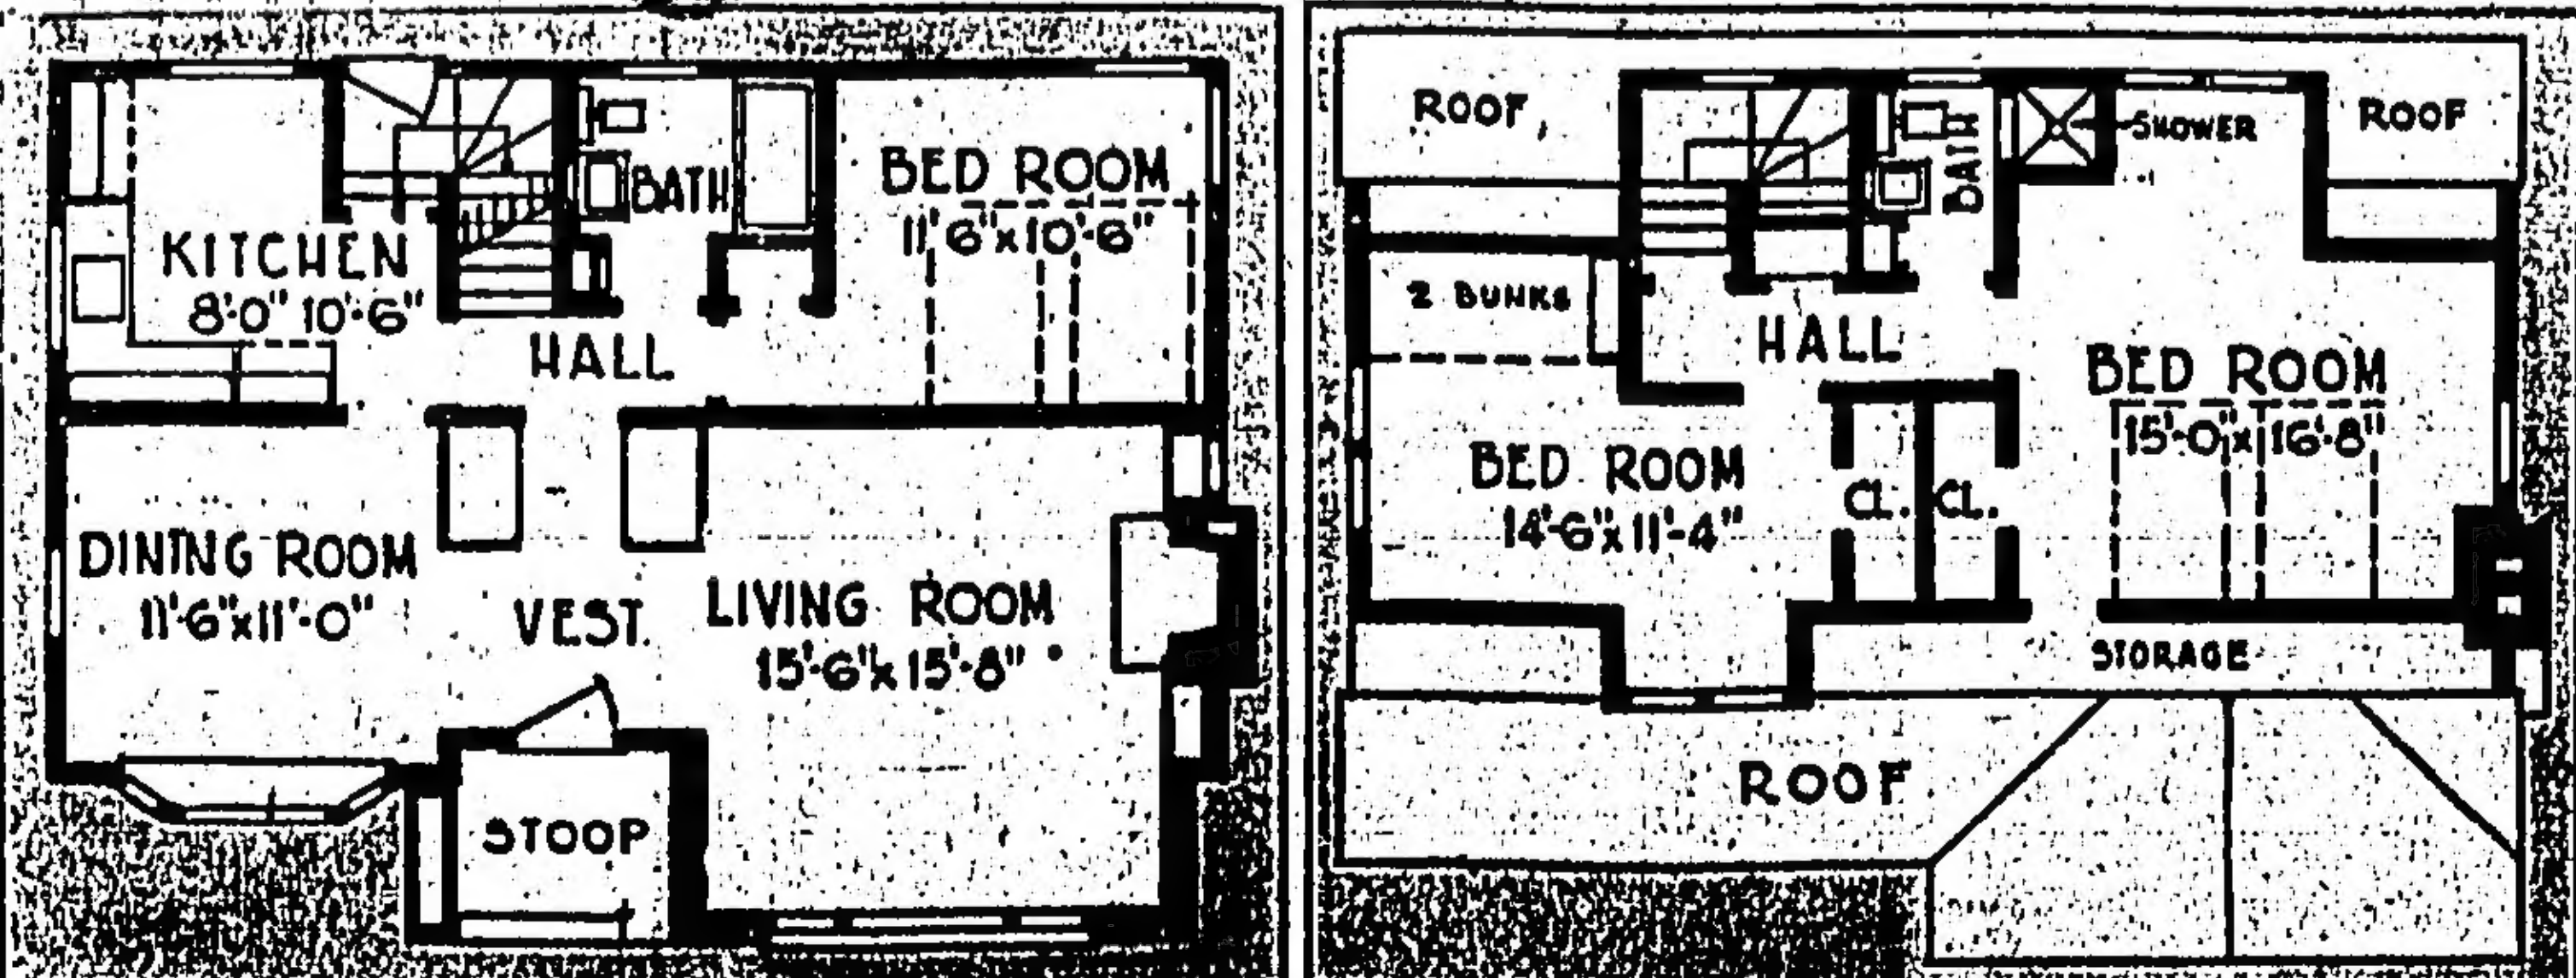 BED ROOM
11'6"x10'-6"
BATH
KITCHEN
8'-0" 10'-6"
HALL
DINING ROOM
11'-6"x11'-0"
VEST.
LIVING ROOM
15'-6"x15'-8"
STOOP
ROOF
BATH
SHOWER
ROOF
2 BUNKS
HALL
BED ROOM
15'-0"x16'-8"
BED ROOM
14'-6"x11'-4"
CL.
CL.
STORAGE
ROOF